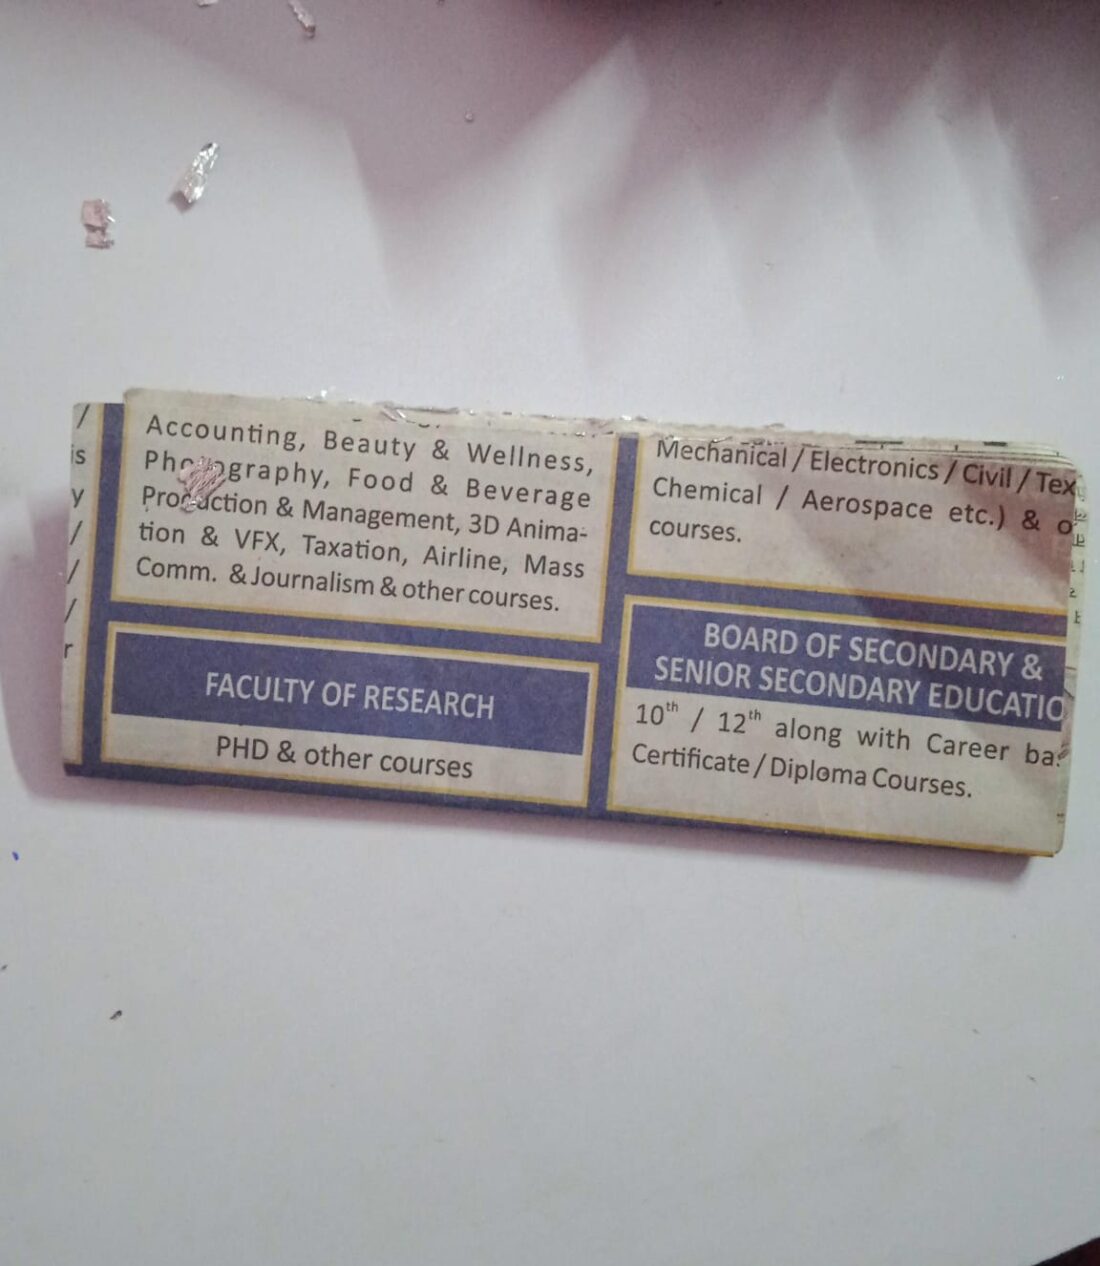 Accounting, Beauty & Wellness,
Photography, Food & Beverage
Production & Management, 3D Anima-
tion & VFX, Taxation, Airline, Mass
Comm. & Journalism & other courses.
FACULTY OF RESEARCH
PHD & other courses
Mechanical / Electronics / Civil / Tex
Chemical / Aerospace etc.) & o
courses.
BOARD OF SECONDARY &
SENIOR SECONDARY EDUCATIO
10th / 12th along with Career ba
Certificate / Diploma Courses.
/
is
y
/
/
/
r